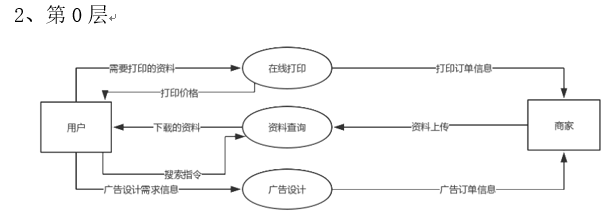 2、第0层
需要打印的资料
在线打印
打印订单信息
打印价格
用户
下载的资料
资料查询
资料上传
商家
搜索指令
广告设计需求信息
广告设计
广告订单信息